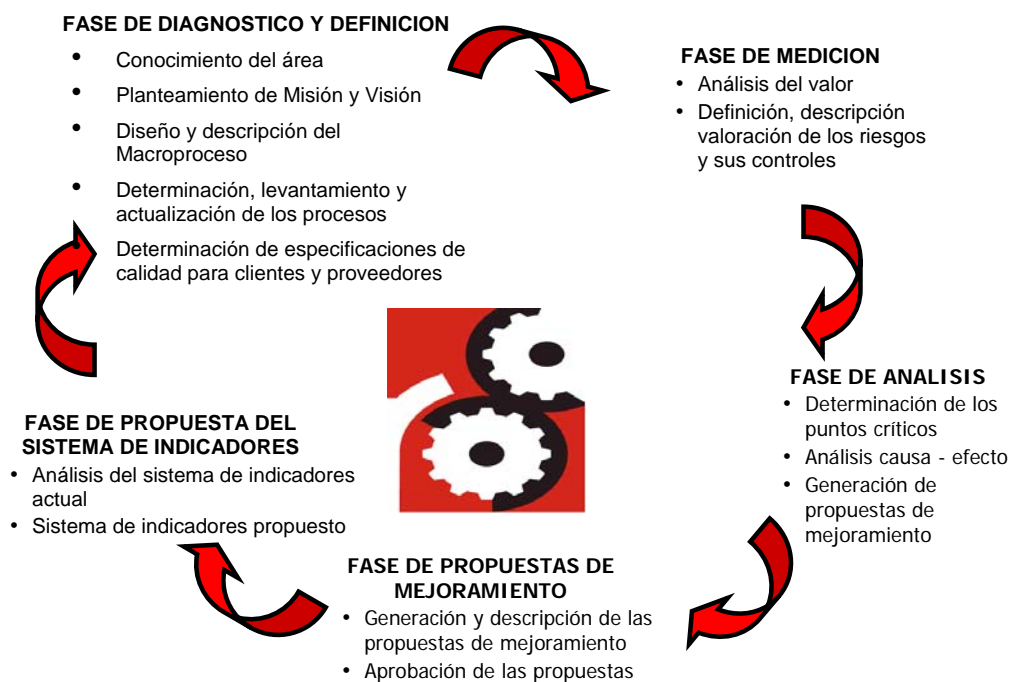 FASE DE DIAGNOSTICO Y DEFINICION
• Conocimiento del área
• Planteamiento de Misión y Visión
• Diseño y descripción del
Macroproceso
• Determinación, levantamiento y
actualización de los procesos
• Determinación de especificaciones de
calidad para clientes y proveedores
FASE DE MEDICION
• Análisis del valor
• Definición, descripción
valoración de los riesgos
y sus controles
FASE DE ANALISIS
• Determinación de los
puntos críticos
• Análisis causa - efecto
• Generación de
propuestas de
mejoramiento
FASE DE PROPUESTAS DE
MEJORAMIENTO
• Generación y descripción de las
propuestas de mejoramiento
• Aprobación de las propuestas
FASE DE PROPUESTA DEL
SISTEMA DE INDICADORES
• Análisis del sistema de indicadores
actual
• Sistema de indicadores propuesto